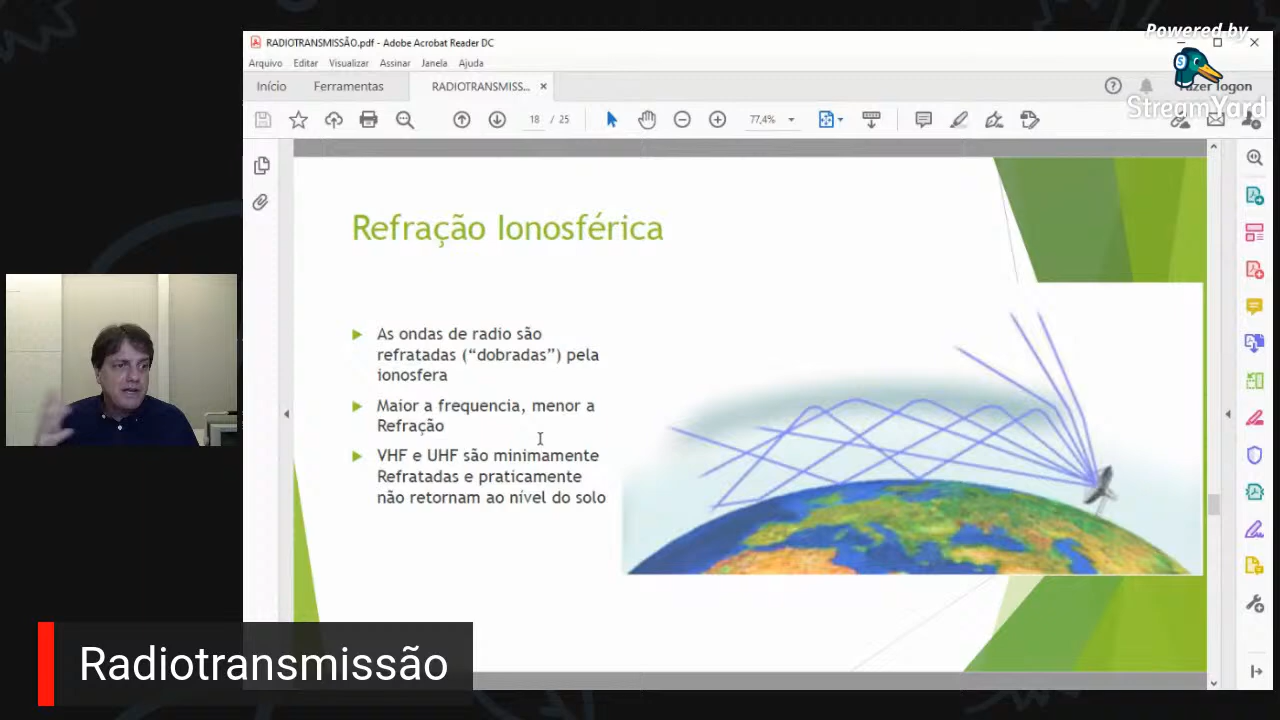 Powered by
StreamYard
RADIOTRANSMISSÃO.pdf - Adobe Acrobat Reader DC
Arquivo Editar Visualizar Assinar Janela Ajuda
Início Ferramentas RADIOTRANSMISS...
18 / 25 77,4%
Refração Ionosférica
As ondas de radio são
refratadas (“dobradas”) pela
ionosfera
Maior a frequencia, menor a
Refração
VHF e UHF são minimamente
Refratadas e praticamente
não retornam ao nível do solo
Radiotransmissão